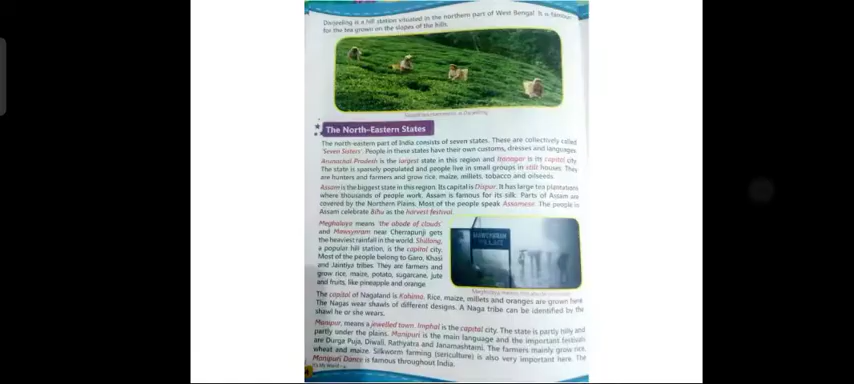 Darjeeling is a hill station situated in the northern part of West Bengal. It is famous
for the tea grown on the slopes of the hills.
The North-Eastern States
The north-eastern part of India consists of seven states. These are collectively called
'Seven Sisters'. People in these states have their own customs, dresses and languages.
Arunachal Pradesh is the largest state in this region and Itanagar is its capital city.
The state is sparsely populated and people live in small groups in stilt houses. They
are hunters and farmers and grow rice, maize, millets, tobacco and oilseeds.
Assam is the biggest state in this region. Its capital is Dispur. It has large tea plantations
where thousands of people work. Assam is famous for its silk. Parts of Assam are
covered by the Northern Plains. Most of the people speak Assamese. The people in
Assam celebrate Bihu as the harvest festival.
Meghalaya means 'the abode of clouds'
and Mawsynram near Cherrapunji gets
the heaviest rainfall in the world. Shillong,
a popular hill station, is the capital city.
Most of the people belong to Garo, Khasi
and Jaintiya tribes. They are farmers and
grow rice, maize, potato, sugarcane, jute
and fruits, like pineapple and orange.
MAWSYNRAM
VILLAGE
The capital of Nagaland is Kohima. Rice, maize, millets and oranges are grown here.
The Nagas wear shawls of different designs. A Naga tribe can be identified by the
shawl he or she wears.
Manipur, means a jewelled town. Imphal is the capital city. The state is partly hilly and
partly under the plains. Manipuri is the main language and the important festivals
are Durga Puja, Diwali, Rathyatra and Janamashtami. The farmers mainly grow rice,
wheat and maize. Silkworm farming (sericulture) is also very important here. The
Manipuri Dance is famous throughout India.